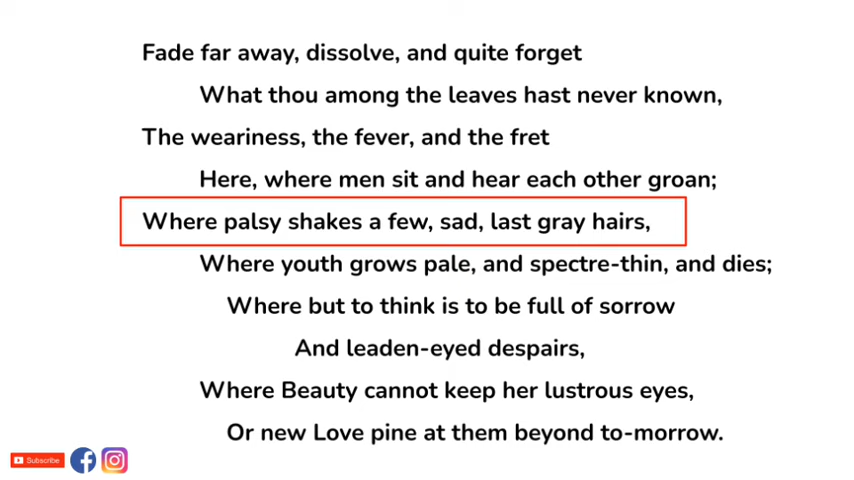 Fade far away, dissolve, and quite forget
What thou among the leaves hast never known,
The weariness, the fever, and the fret
Here, where men sit and hear each other groan;
Where palsy shakes a few, sad, last gray hairs,
Where youth grows pale, and spectre-thin, and dies;
Where but to think is to be full of sorrow
And leaden-eyed despairs,
Where Beauty cannot keep her lustrous eyes,
Or new Love pine at them beyond to-morrow.
Subscribe